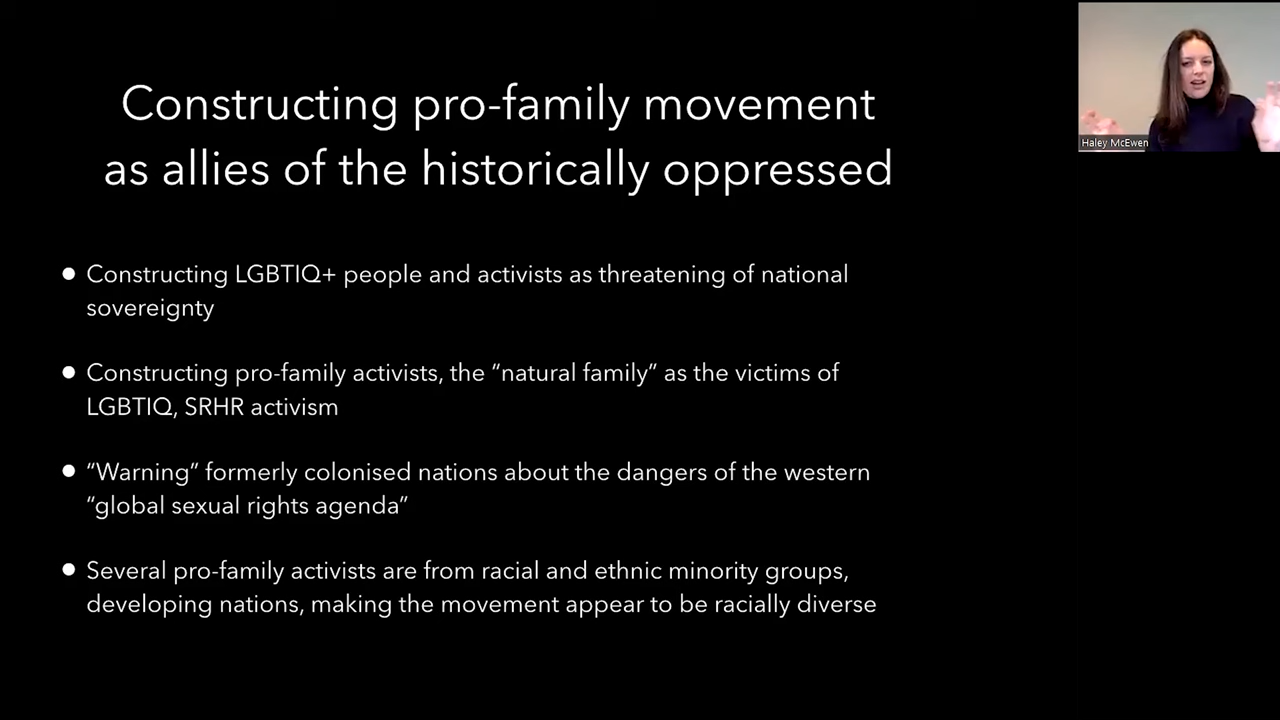 Constructing pro-family movement
as allies of the historically oppressed
Haley McEwen
● Constructing LGBTIQ+ people and activists as threatening of national
sovereignty
● Constructing pro-family activists, the “natural family” as the victims of
LGBTIQ, SRHR activism
● “Warning” formerly colonised nations about the dangers of the western
“global sexual rights agenda”
● Several pro-family activists are from racial and ethnic minority groups,
developing nations, making the movement appear to be racially diverse